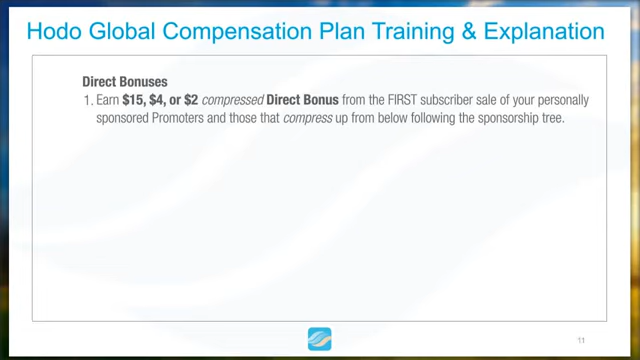 Hodo Global Compensation Plan Training & Explanation
Direct Bonuses
1. Earn $15, $4, or $2 compressed Direct Bonus from the FIRST subscriber sale of your personally
sponsored Promoters and those that compress up from below following the sponsorship tree.
11